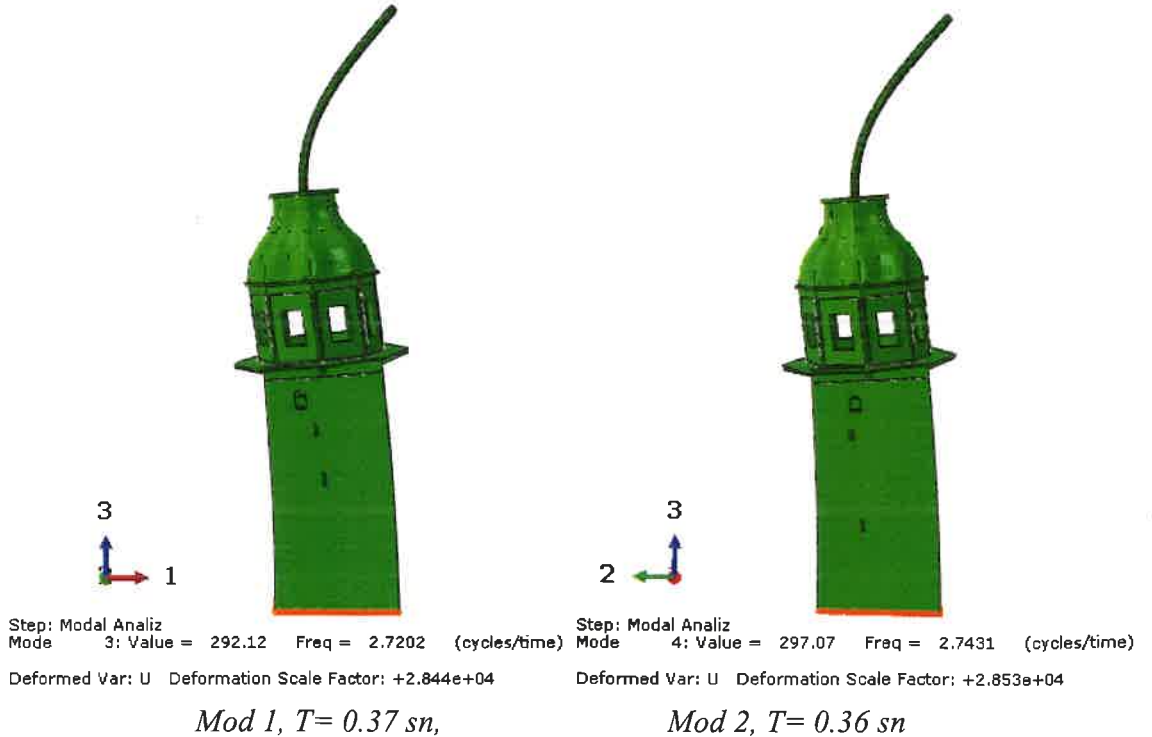 3
1
Step: Modal Analiz
Mode 3: Value = 292.12 Freq = 2.7202 (cycles/time)
Deformed Var: U Deformation Scale Factor: +2.844e+04
Mod 1, T= 0.37 sn,
3
2
Step: Modal Analiz
Mode 4: Value = 297.07 Freq = 2.7431 (cycles/time)
Deformed Var: U Deformation Scale Factor: +2.853e+04
Mod 2, T= 0.36 sn